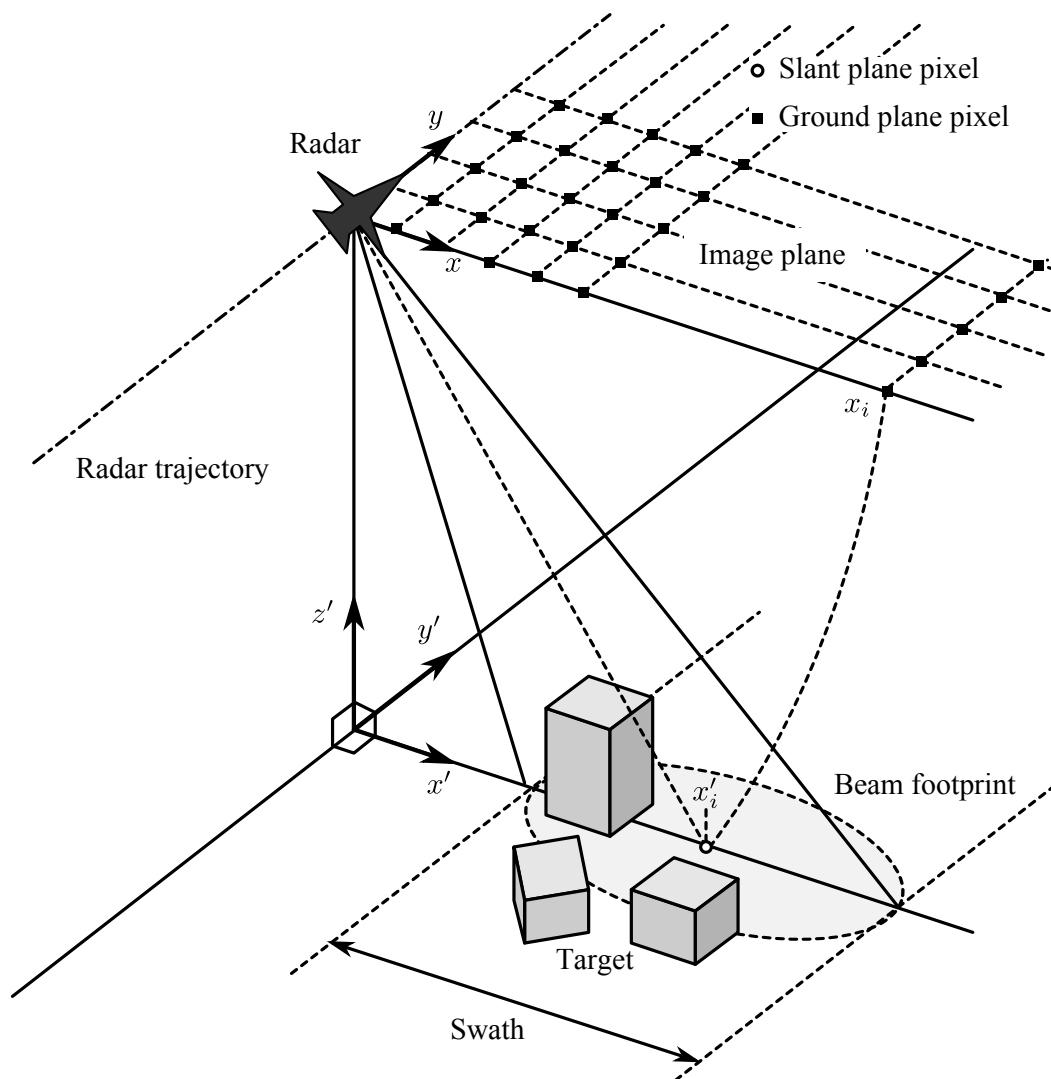 Slant plane pixel
Ground plane pixel
y
Radar
x
Image plane
x_i
Radar trajectory
z′
y′
x′
x′_i
Beam footprint
Target
Swath